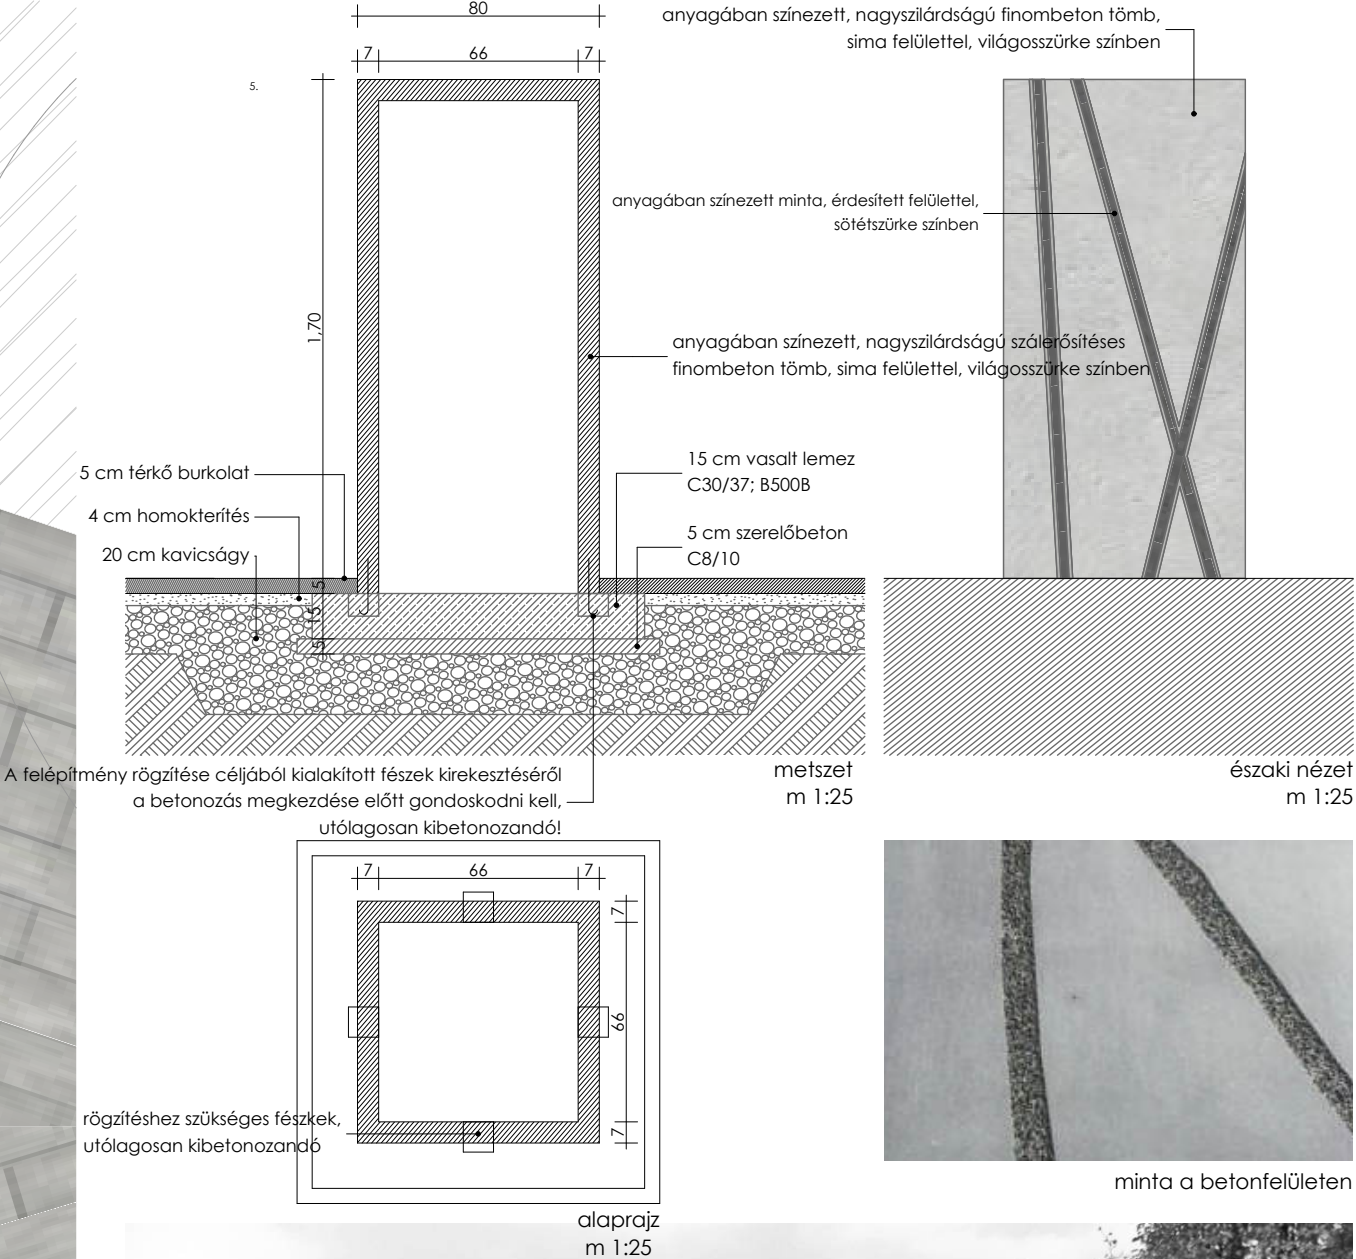 80
anyagában színezett, nagyszilárdságú finombeton tömb,
sima felülettel, világosszürke színben
7
66
7
5.
anyagában színezett minta, érdesített felülettel,
sötétszürke színben
1,70
anyagában színezett, nagyszilárdságú szálerősítéses
finombeton tömb, sima felülettel, világosszürke színben
5 cm térkő burkolat
4 cm homokterítés
20 cm kavicságy
15 cm vasalt lemez
C30/37; B500B
5 cm szerelőbeton
C8/10
5
15
5
A felépítmény rögzítése céljából kialakított fészek kirekesztéséről
a betonozás megkezdése előtt gondoskodni kell,
utólagosan kibetonozandó!
metszet
m 1:25
északi nézet
m 1:25
7
66
7
7
66
7
rögzítéshez szükséges fészkek,
utólagosan kibetonozandó
alaprajz
m 1:25
minta a betonfelületen